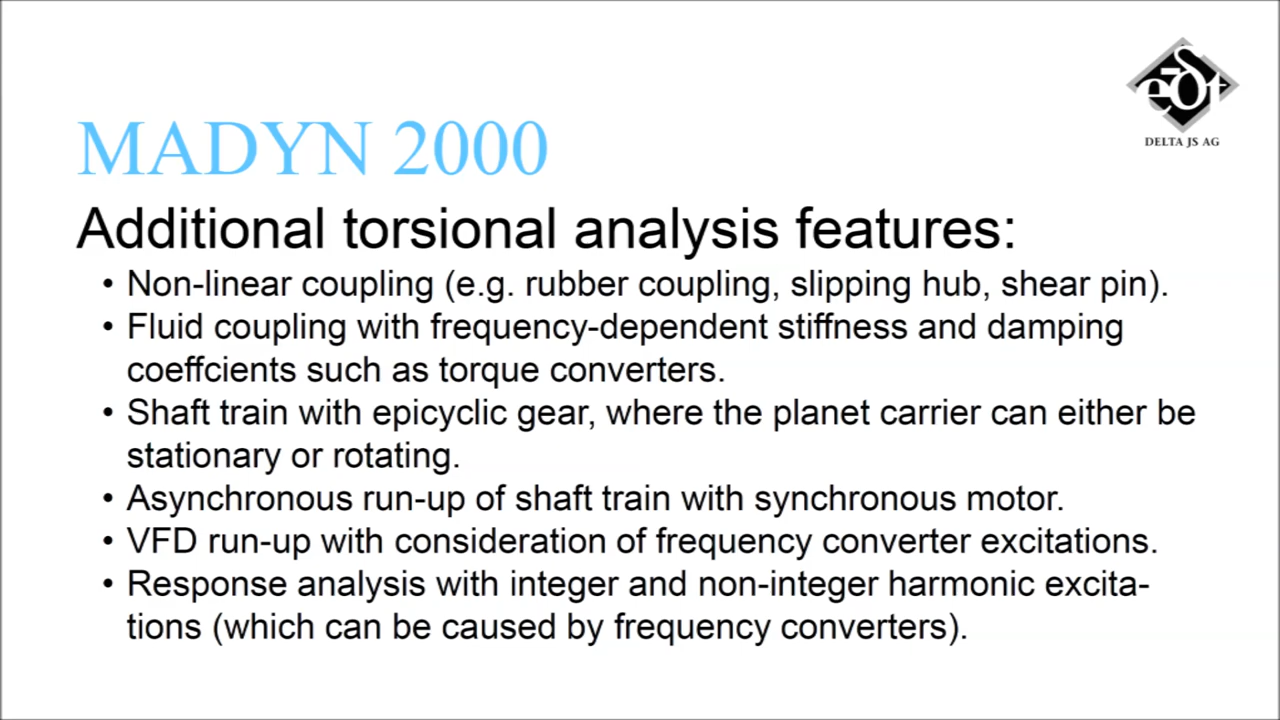 DELTA JS AG
MADYN 2000
Additional torsional analysis features:
• Non-linear coupling (e.g. rubber coupling, slipping hub, shear pin).
• Fluid coupling with frequency-dependent stiffness and damping
coeffcients such as torque converters.
• Shaft train with epicyclic gear, where the planet carrier can either be
stationary or rotating.
• Asynchronous run-up of shaft train with synchronous motor.
• VFD run-up with consideration of frequency converter excitations.
• Response analysis with integer and non-integer harmonic excita-
tions (which can be caused by frequency converters).